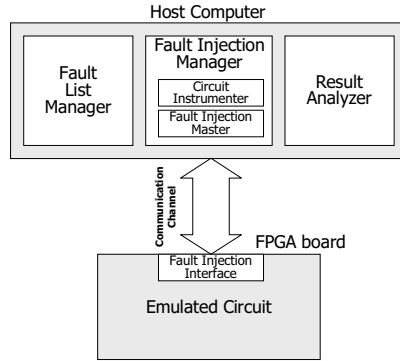 Host Computer
Fault
List
Manager
Fault Injection
Manager
Circuit
Instrumenter
Fault Injection
Master
Result
Analyzer
Communication
Channel
FPGA board
Fault Injection
Interface
Emulated Circuit